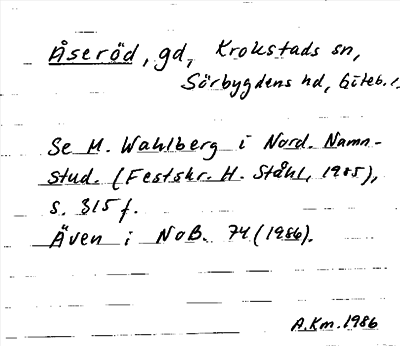 Åseröd, gd, Krokstads sn,
Sörbygdens hd, Göteb. l,
Se M. Wahlberg i Nord. Namn-
stud. (Festskr. H. Ståhl, 1985),
s. 315 f.
Även i NoB. 74 (1986).
A.Km. 1986